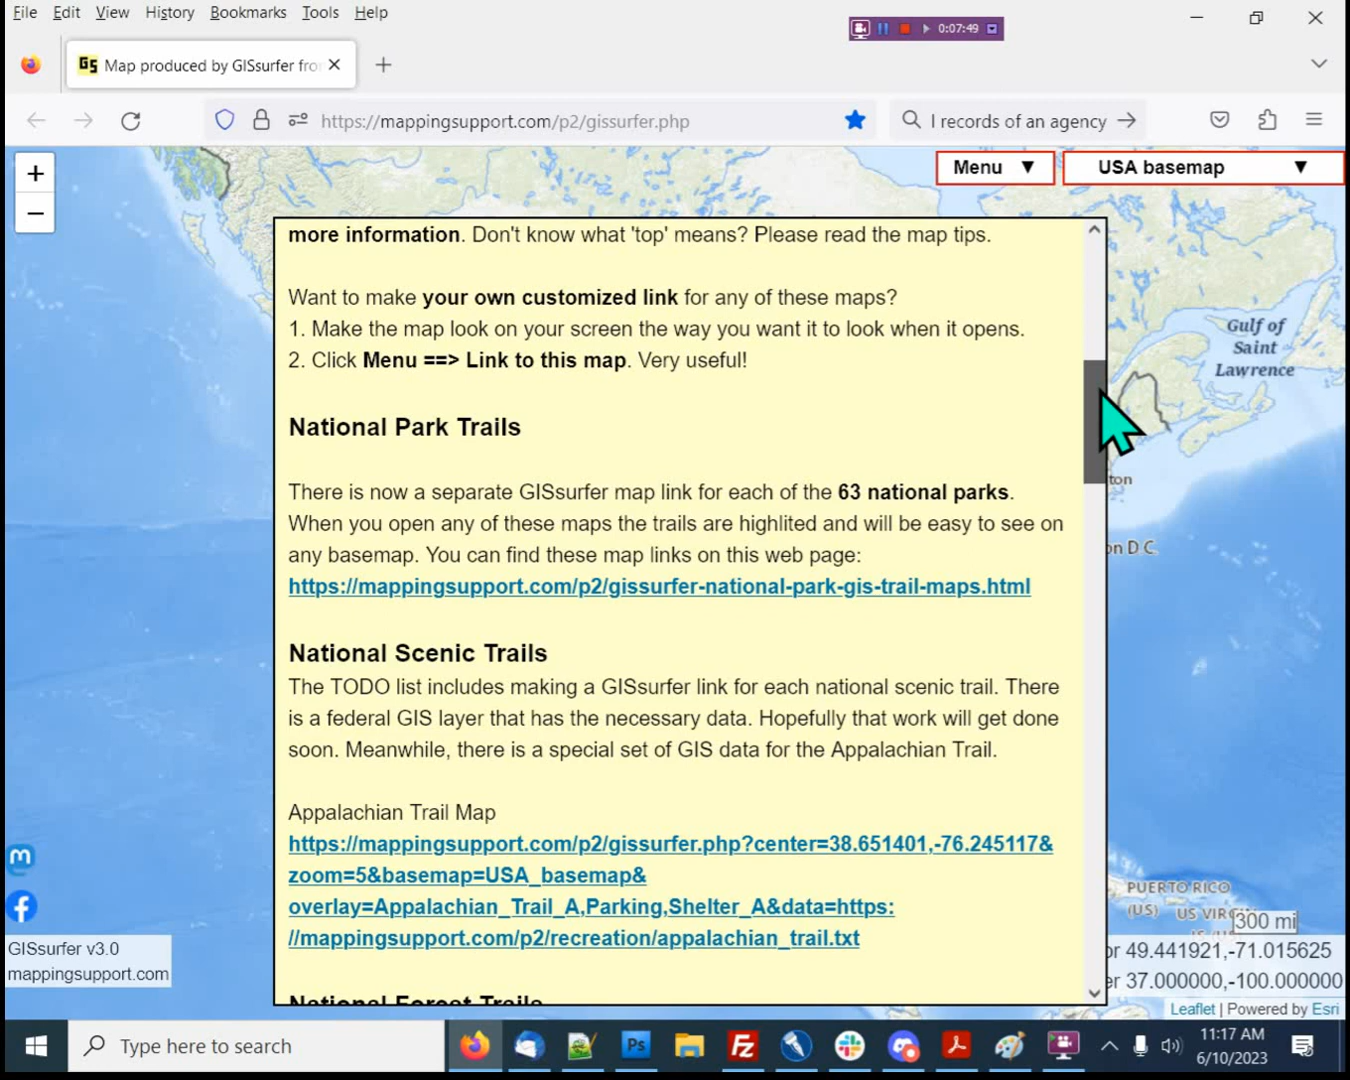 File Edit View History Bookmarks Tools Help
0:07:49
GS Map produced by GISsurfer fro
https://mappingsupport.com/p2/gissurfer.php
l records of an agency
Menu ▼
USA basemap ▼
+
−
more information. Don't know what 'top' means? Please read the map tips.
Want to make your own customized link for any of these maps?
1. Make the map look on your screen the way you want it to look when it opens.
2. Click Menu ==> Link to this map. Very useful!
National Park Trails
There is now a separate GISsurfer map link for each of the 63 national parks.
When you open any of these maps the trails are highlited and will be easy to see on
any basemap. You can find these map links on this web page:
https://mappingsupport.com/p2/gissurfer-national-park-gis-trail-maps.html
National Scenic Trails
The TODO list includes making a GISsurfer link for each national scenic trail. There
is a federal GIS layer that has the necessary data. Hopefully that work will get done
soon. Meanwhile, there is a special set of GIS data for the Appalachian Trail.
Appalachian Trail Map
https://mappingsupport.com/p2/gissurfer.php?center=38.651401,-76.245117&
zoom=5&basemap=USA_basemap&
overlay=Appalachian_Trail_A,Parking,Shelter_A&data=https:
//mappingsupport.com/p2/recreation/appalachian_trail.txt
National Forest Trails
Gulf of
Saint
Lawrence
ton
on D.C.
PUERTO RICO
(US) US VIRG
300 mi
or 49.441921,-71.015625
er 37.000000,-100.000000
Leaflet | Powered by Esri
GISsurfer v3.0
mappingsupport.com
Type here to search
Ps
Fz
11:17 AM
6/10/2023